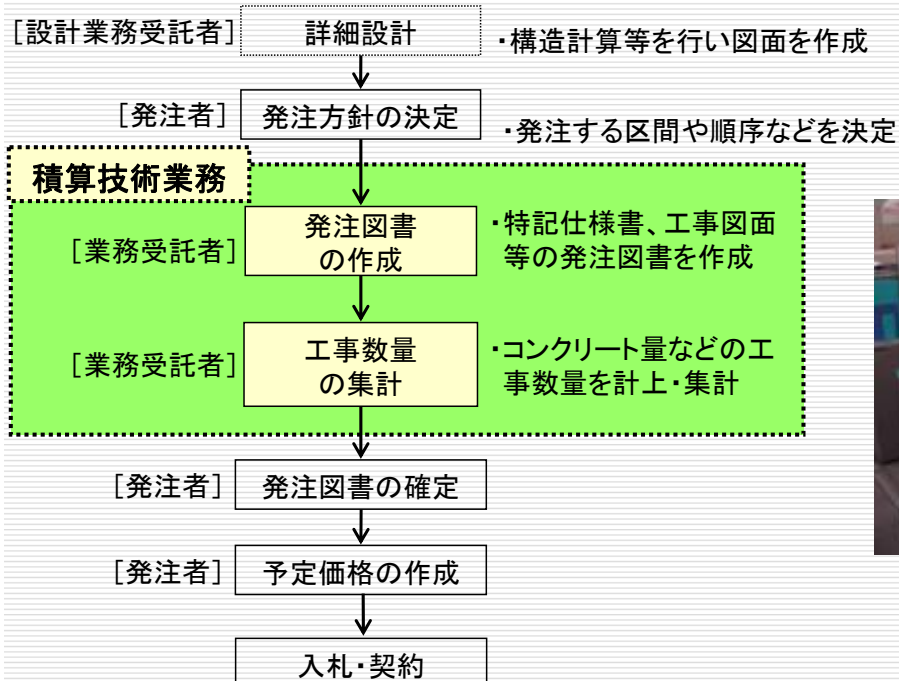 [設計業務受託者]
詳細設計
・構造計算等を行い図面を作成
[発注者]
発注方針の決定
・発注する区間や順序などを決定
積算技術業務
[業務受託者]
発注図書
の作成
・特記仕様書、工事図面
等の発注図書を作成
[業務受託者]
工事数量
の集計
・コンクリート量などの工
事数量を計上・集計
[発注者]
発注図書の確定
[発注者]
予定価格の作成
入札・契約